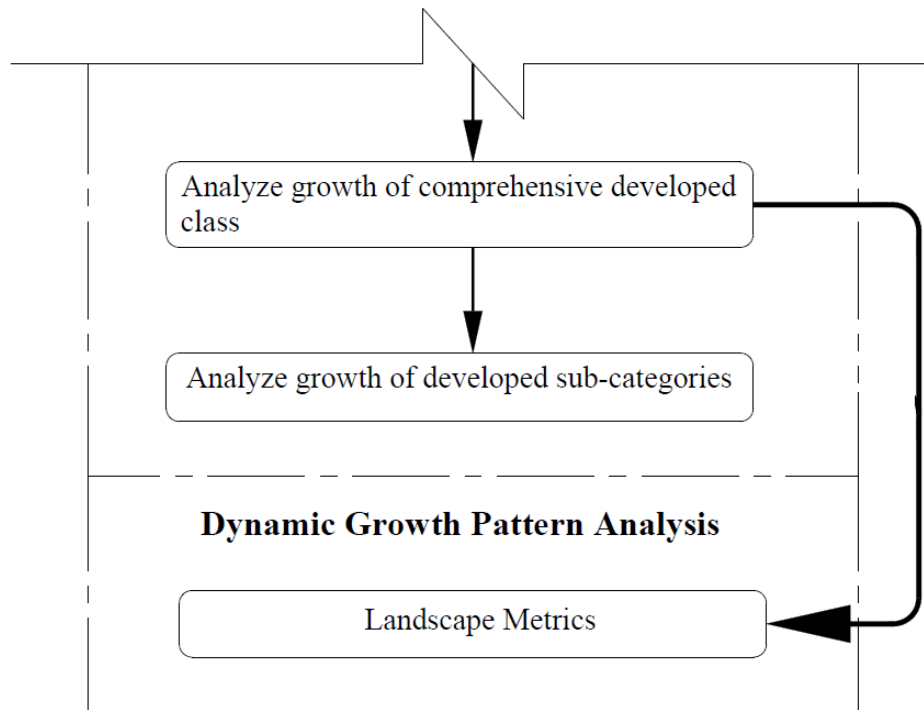 Analyze growth of comprehensive developed
class
Analyze growth of developed sub-categories
Dynamic Growth Pattern Analysis
Landscape Metrics